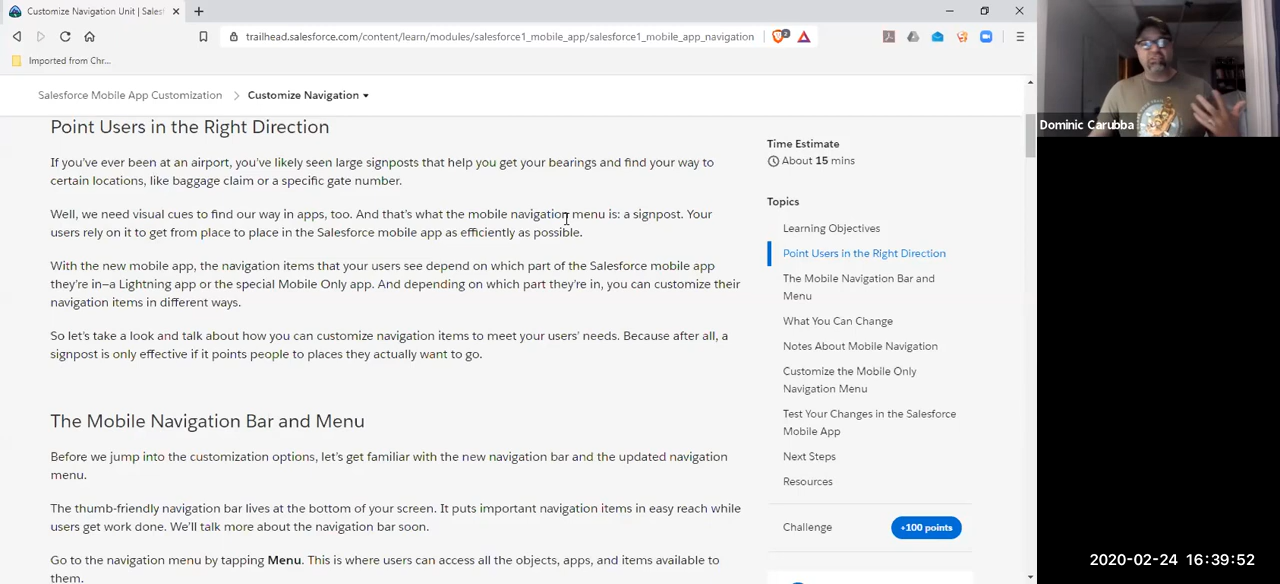 Customize Navigation Unit | Sales
trailhead.salesforce.com/content/learn/modules/salesforce1_mobile_app/salesforce1_mobile_app_navigation
2
Imported from Chr...
Salesforce Mobile App Customization > Customize Navigation
Dominic Carubba
Point Users in the Right Direction
If you've ever been at an airport, you've likely seen large signposts that help you get your bearings and find your way to
certain locations, like baggage claim or a specific gate number.
Well, we need visual cues to find our way in apps, too. And that's what the mobile navigation menu is: a signpost. Your
users rely on it to get from place to place in the Salesforce mobile app as efficiently as possible.
With the new mobile app, the navigation items that your users see depend on which part of the Salesforce mobile app
they're in—a Lightning app or the special Mobile Only app. And depending on which part they're in, you can customize their
navigation items in different ways.
So let's take a look and talk about how you can customize navigation items to meet your users' needs. Because after all, a
signpost is only effective if it points people to places they actually want to go.
The Mobile Navigation Bar and Menu
Before we jump into the customization options, let's get familiar with the new navigation bar and the updated navigation
menu.
The thumb-friendly navigation bar lives at the bottom of your screen. It puts important navigation items in easy reach while
users get work done. We'll talk more about the navigation bar soon.
Go to the navigation menu by tapping Menu. This is where users can access all the objects, apps, and items available to
them.
Time Estimate
About 15 mins
Topics
Learning Objectives
Point Users in the Right Direction
The Mobile Navigation Bar and
Menu
What You Can Change
Notes About Mobile Navigation
Customize the Mobile Only
Navigation Menu
Test Your Changes in the Salesforce
Mobile App
Next Steps
Resources
Challenge
+100 points
2020-02-24 16:39:52